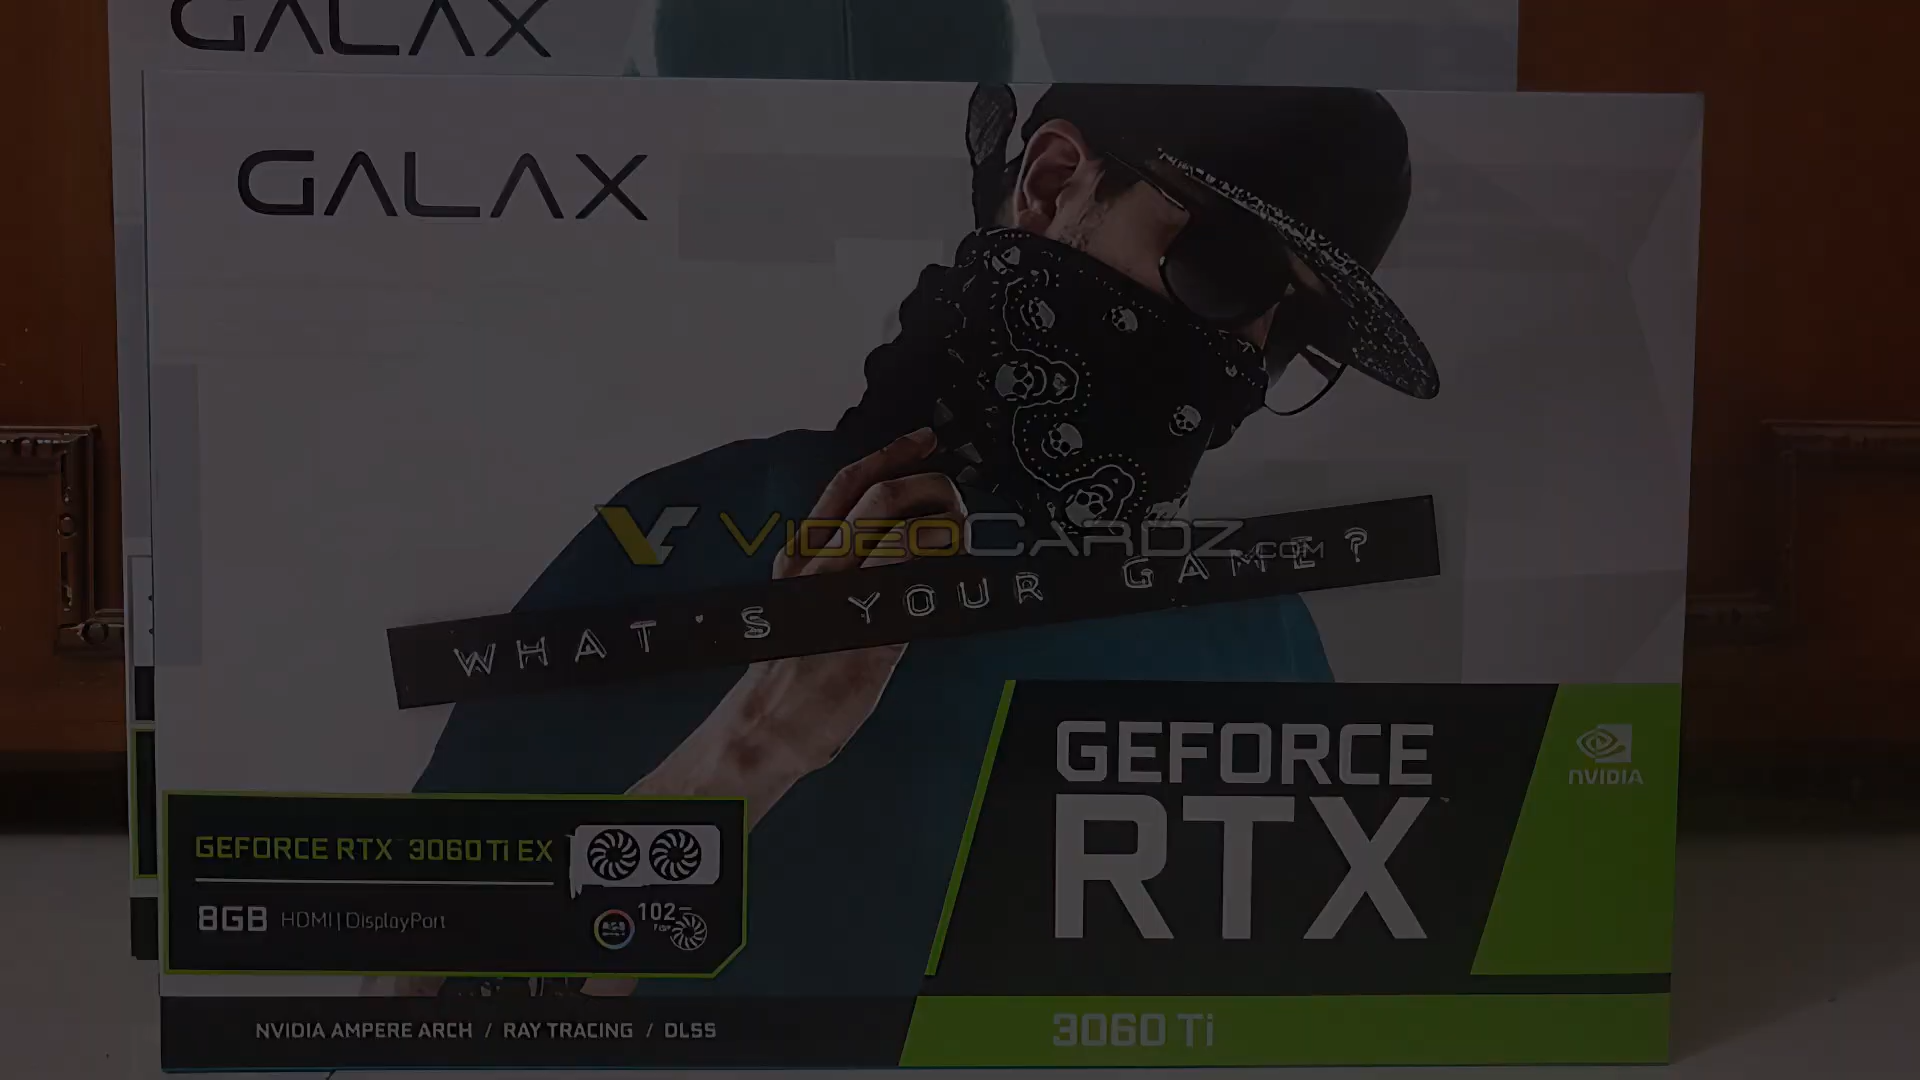 GALAX
GALAX
VIDEOCARDZ.COM
WHAT'S YOUR GAME?
GEFORCE
RTX
NVIDIA
GEFORCE RTX 3060 Ti EX
8GB HDMI | DisplayPort
102
NVIDIA AMPERE ARCH / RAY TRACING / DLSS
3060 Ti